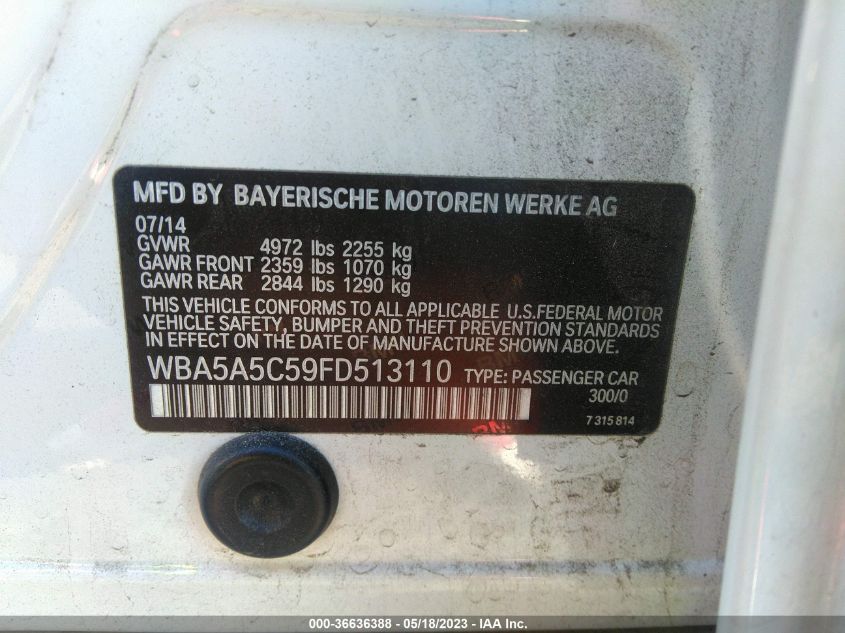 MFD BY BAYERISCHE MOTOREN WERKE AG
07/14
GVWR 4972 lbs 2255 kg
GAWR FRONT 2359 lbs 1070 kg
GAWR REAR 2844 lbs 1290 kg
THIS VEHICLE CONFORMS TO ALL APPLICABLE U.S.FEDERAL MOTOR
VEHICLE SAFETY, BUMPER AND THEFT PREVENTION STANDARDS
IN EFFECT ON THE DATE OF MANUFACTURE SHOWN ABOVE.
WBA5A5C59FD513110 TYPE: PASSENGER CAR
300/0
7 315 814
000-36636388 - 05/18/2023 - IAA Inc.